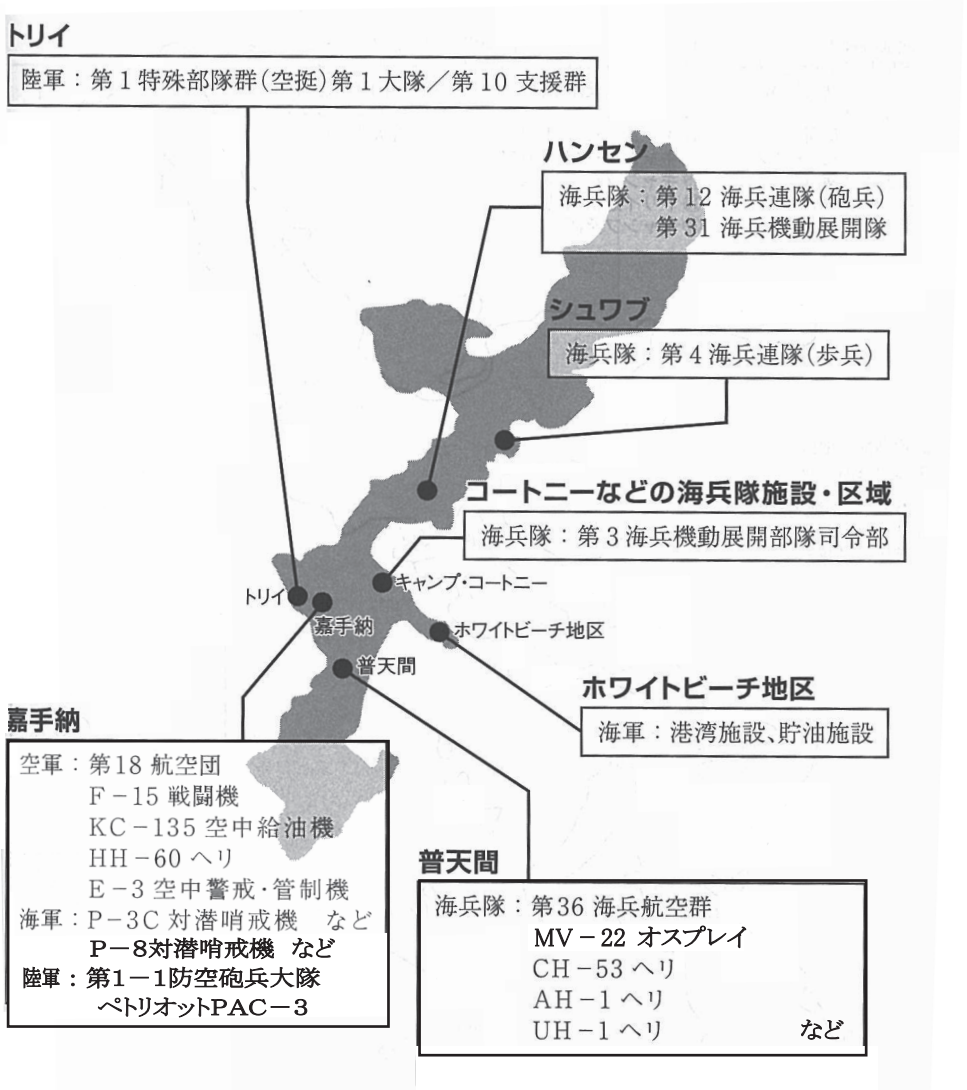 トリイ
陸軍：第1特殊部隊群(空挺)第1大隊／第10支援群
ハンセン
海兵隊：第12海兵連隊(砲兵)
第31海兵機動展開隊
シュワブ
海兵隊：第4海兵連隊(歩兵)
コートニーなどの海兵隊施設・区域
海兵隊：第3海兵機動展開部隊司令部
キャンプ・コートニー
トリイ
嘉手納
ホワイトビーチ地区
普天間
ホワイトビーチ地区
海軍：港湾施設、貯油施設
嘉手納
空軍：第18航空団
F－15戦闘機
KC－135空中給油機
HH－60ヘリ
E－3空中警戒・管制機
海軍：P－3C対潜哨戒機　など
P－8対潜哨戒機　など
陸軍：第1－1防空砲兵大隊
ペトリオットPAC－3
普天間
海兵隊：第36海兵航空群
MV－22 オスプレイ
CH－53ヘリ
AH－1ヘリ
UH－1ヘリ　など